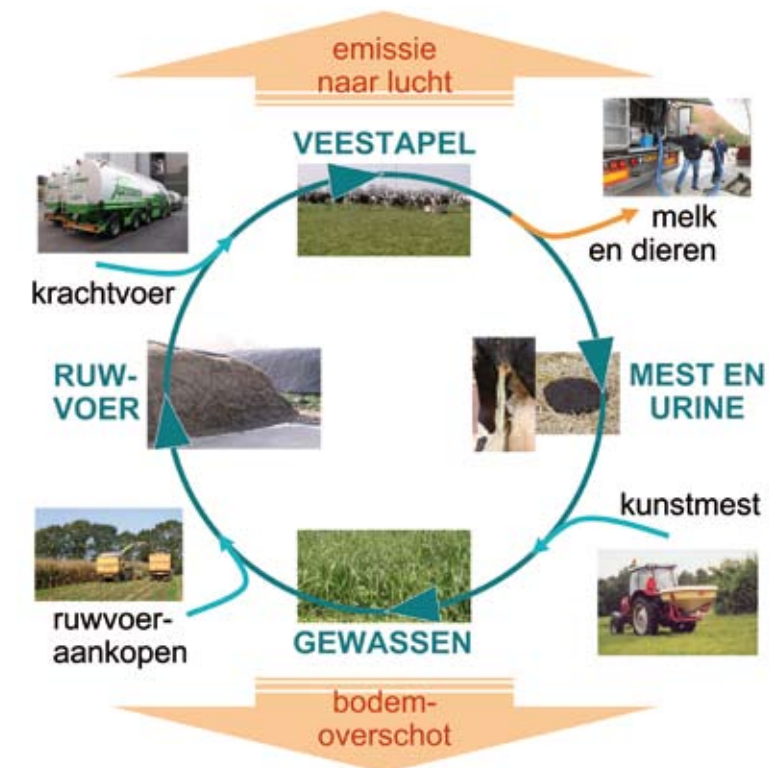 emissie
naar lucht
VEESTAPEL
melk
en dieren
krachtvoer
RUW-
VOER
MEST EN
URINE
kunstmest
ruwvoer-
aankopen
GEWASSEN
bodem-
overschot